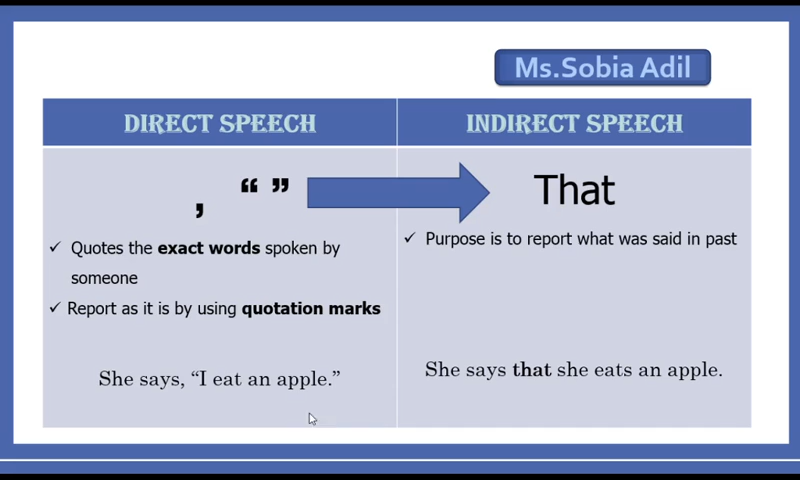 Ms.Sobia Adil
DIRECT SPEECH
INDIRECT SPEECH
, “ ”
That
✓ Quotes the exact words spoken by
someone
✓ Report as it is by using quotation marks
✓ Purpose is to report what was said in past
She says, “I eat an apple.”
She says that she eats an apple.